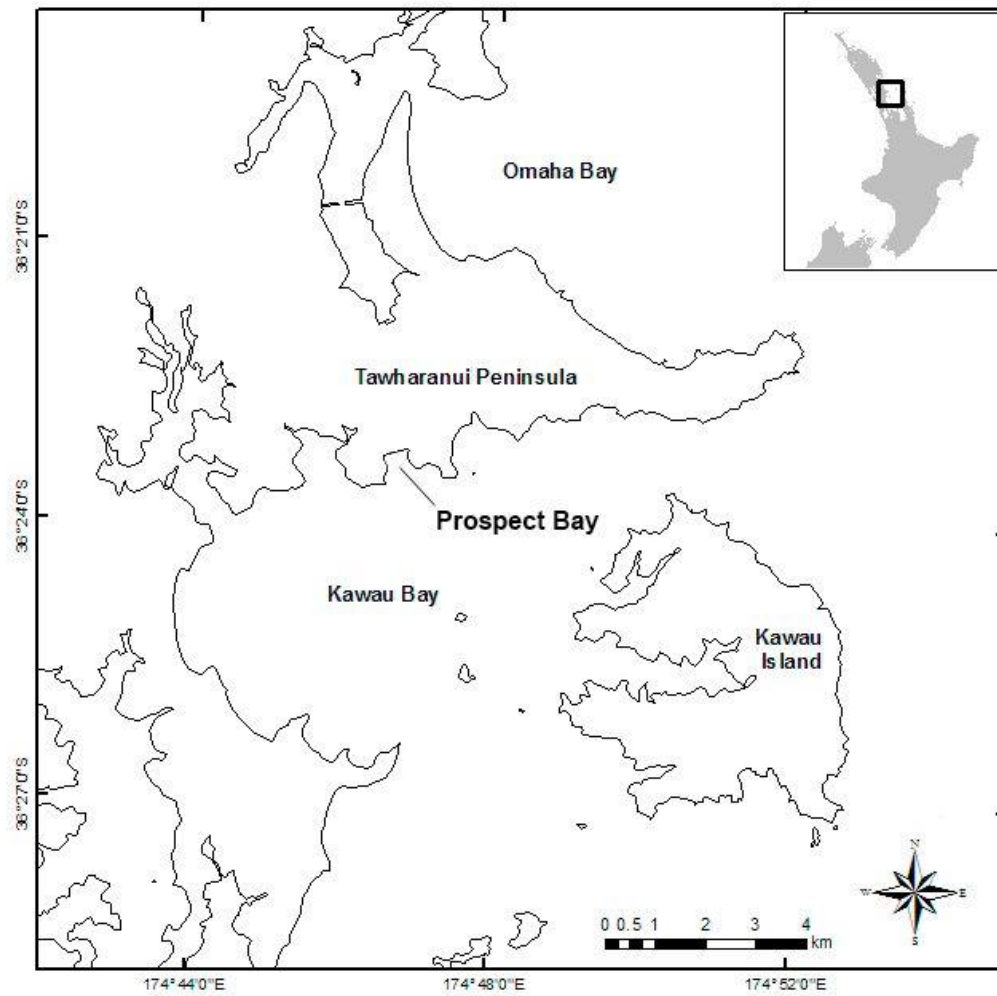 Omaha Bay
36°21'0"S
Tawharanui Peninsula
36°24'0"S
Prospect Bay
Kawau Bay
Kawau
Island
36°27'0"S
N
W
E
S
0 0.5 1 2 3 4
km
174°44'0"E
174°48'0"E
174°52'0"E